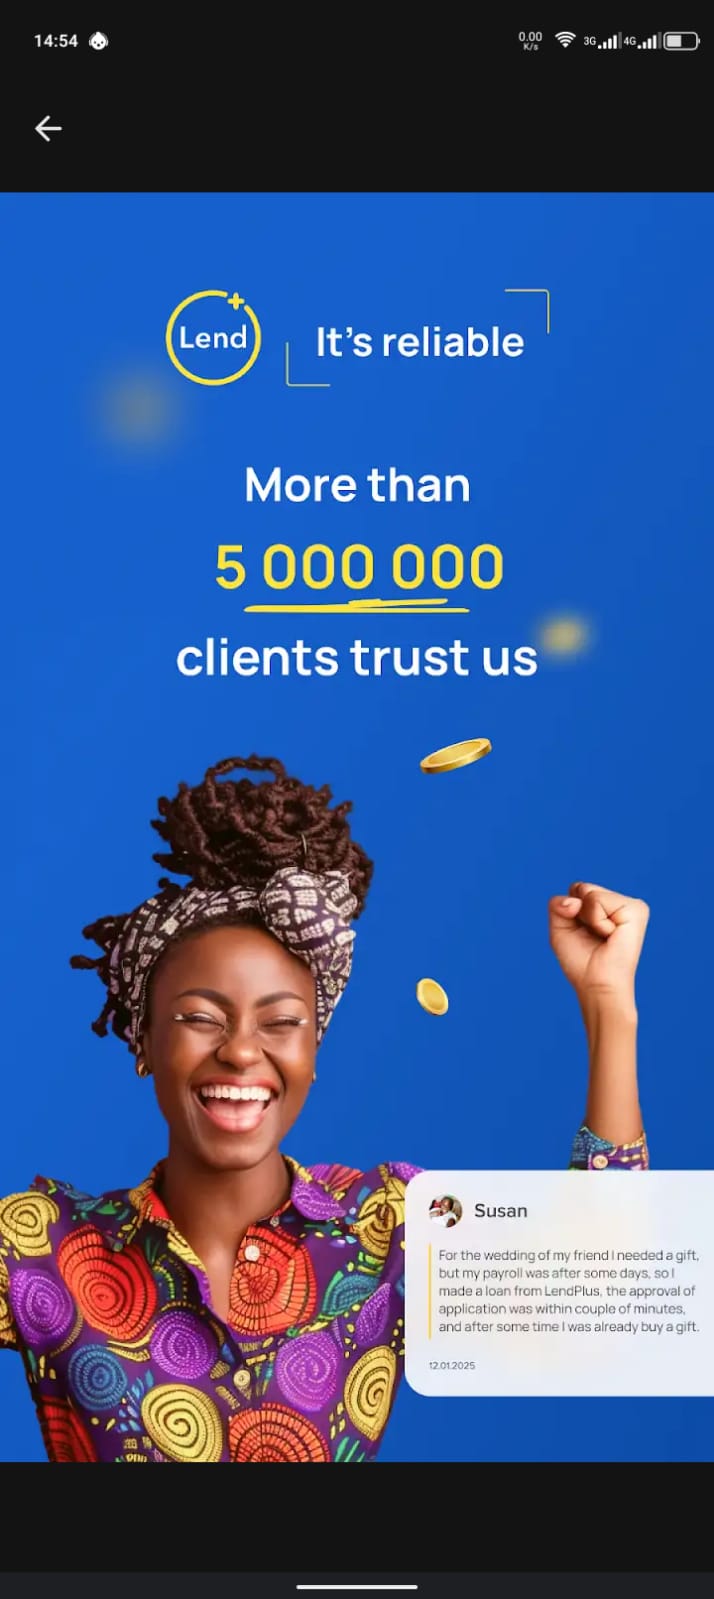 14:54
0.00
K/s
3G
4G
Lend
It's reliable
More than
5 000 000
clients trust us
Susan
For the wedding of my friend I needed a gift,
but my payroll was after some days, so I
made a loan from LendPlus, the approval of
application was within couple of minutes,
and after some time I was already buy a gift.
12.01.2025